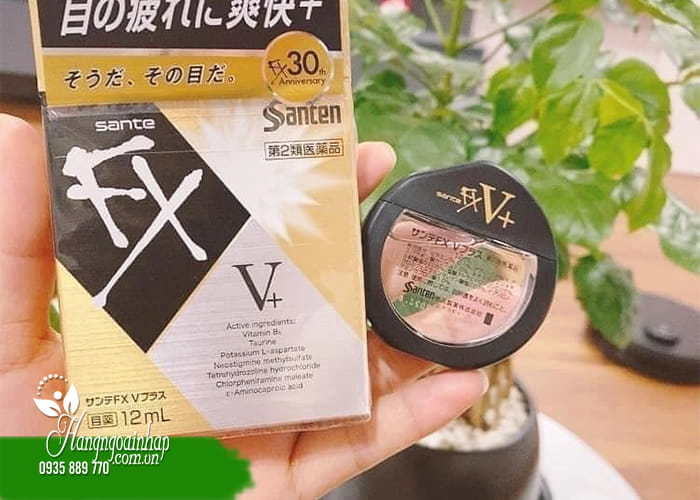 目の疲れに爽快+
そうだ、その目だ。
FX 30th
Anniversary
Santen
第2類医薬品
sante
FX
V+
Active ingredients:
Vitamin B6
Taurine
Potassium L-aspartate
Neostigmine methylsulfate
Tetrahydrozoline hydrochloride
Chlorpheniramine maleate
ε-Aminocaproic acid
サンテFX Vプラス
目薬 12mL
sante FX V+
サンテFX Vプラス
Santen
Hangngoainhap
.com.vn
0935 889 770